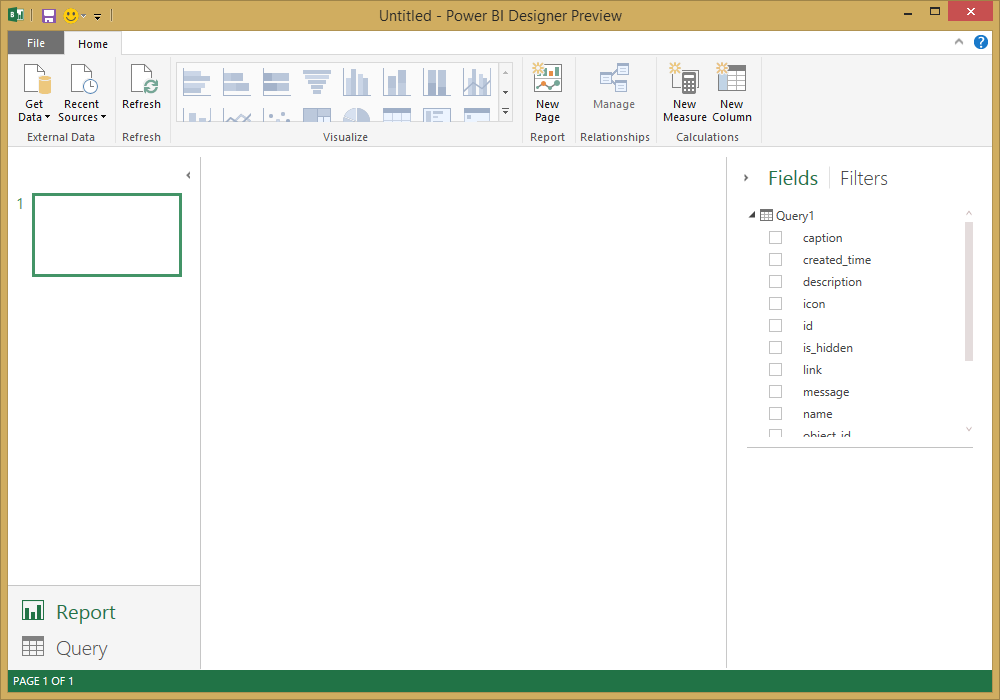 Untitled - Power BI Designer Preview
File Home
Get Data
Recent Sources
External Data
Refresh
Refresh
Visualize
New Page
Report
Manage
Relationships
New Measure
New Column
Calculations
1
Fields Filters
Query1
caption
created_time
description
icon
id
is_hidden
link
message
name
object_id
Report
Query
PAGE 1 OF 1